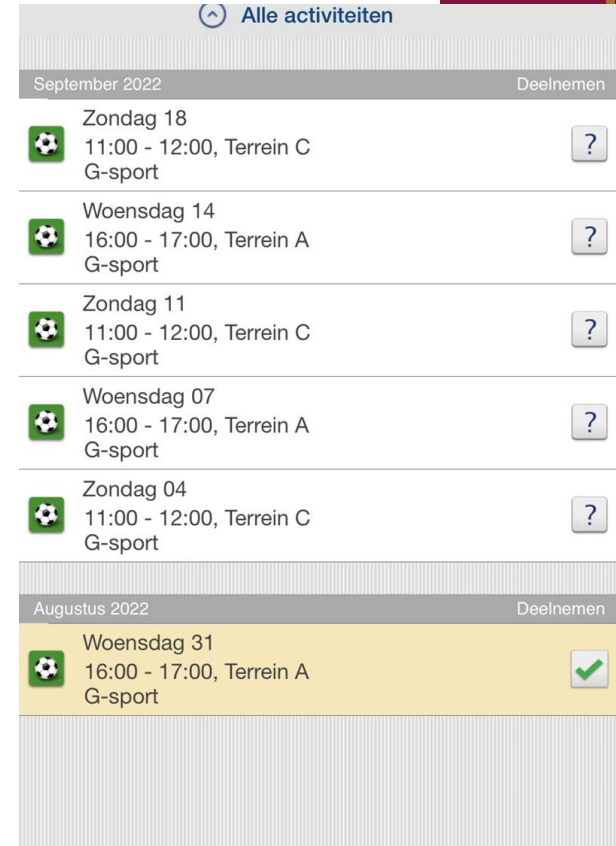 Alle activiteiten
September 2022 Deelnemen
Zondag 18
11:00 - 12:00, Terrein C
G-sport
?
Woensdag 14
16:00 - 17:00, Terrein A
G-sport
?
Zondag 11
11:00 - 12:00, Terrein C
G-sport
?
Woensdag 07
16:00 - 17:00, Terrein A
G-sport
?
Zondag 04
11:00 - 12:00, Terrein C
G-sport
?
Augustus 2022 Deelnemen
Woensdag 31
16:00 - 17:00, Terrein A
G-sport